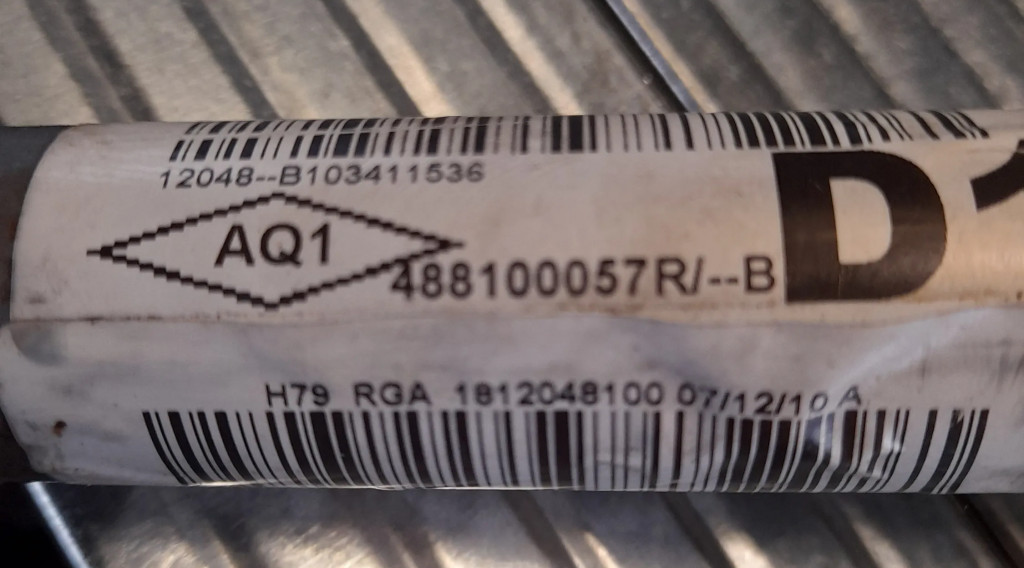 12048--B103411536
AQ1
488100057R/--B
D
H79 RGA 1812048100 07/12/10 A